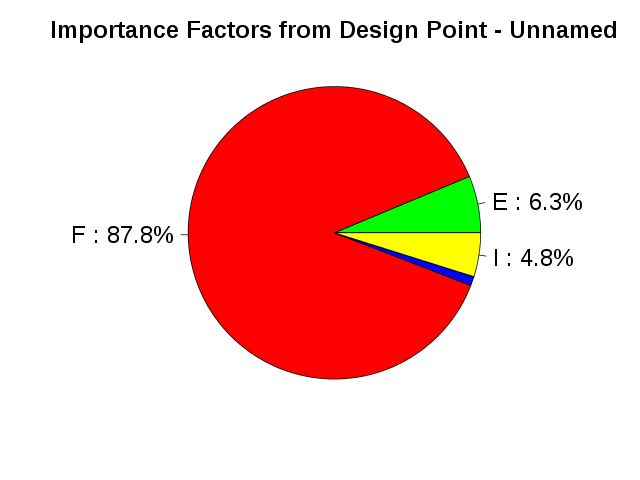 Importance Factors from Design Point - Unnamed
E : 6.3%
F : 87.8%
I : 4.8%